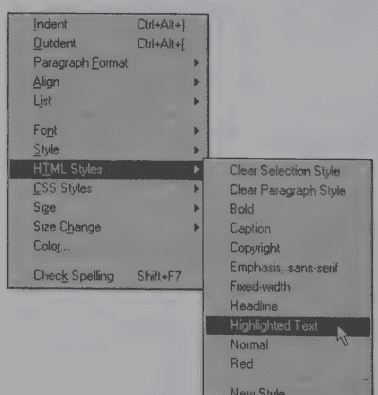 Indent Ctrl+Alt+]
Outdent Ctrl+Alt+[
Paragraph Format
Align
List
Font
Style
HTML Styles
CSS Styles
Size
Size Change
Color...
Check Spelling Shift+F7
Clear Selection Style
Clear Paragraph Style
Bold
Caption
Copyright
Emphasis, sans-serif
Fixed-width
Headline
Highlighted Text
Normal
Red
New Style